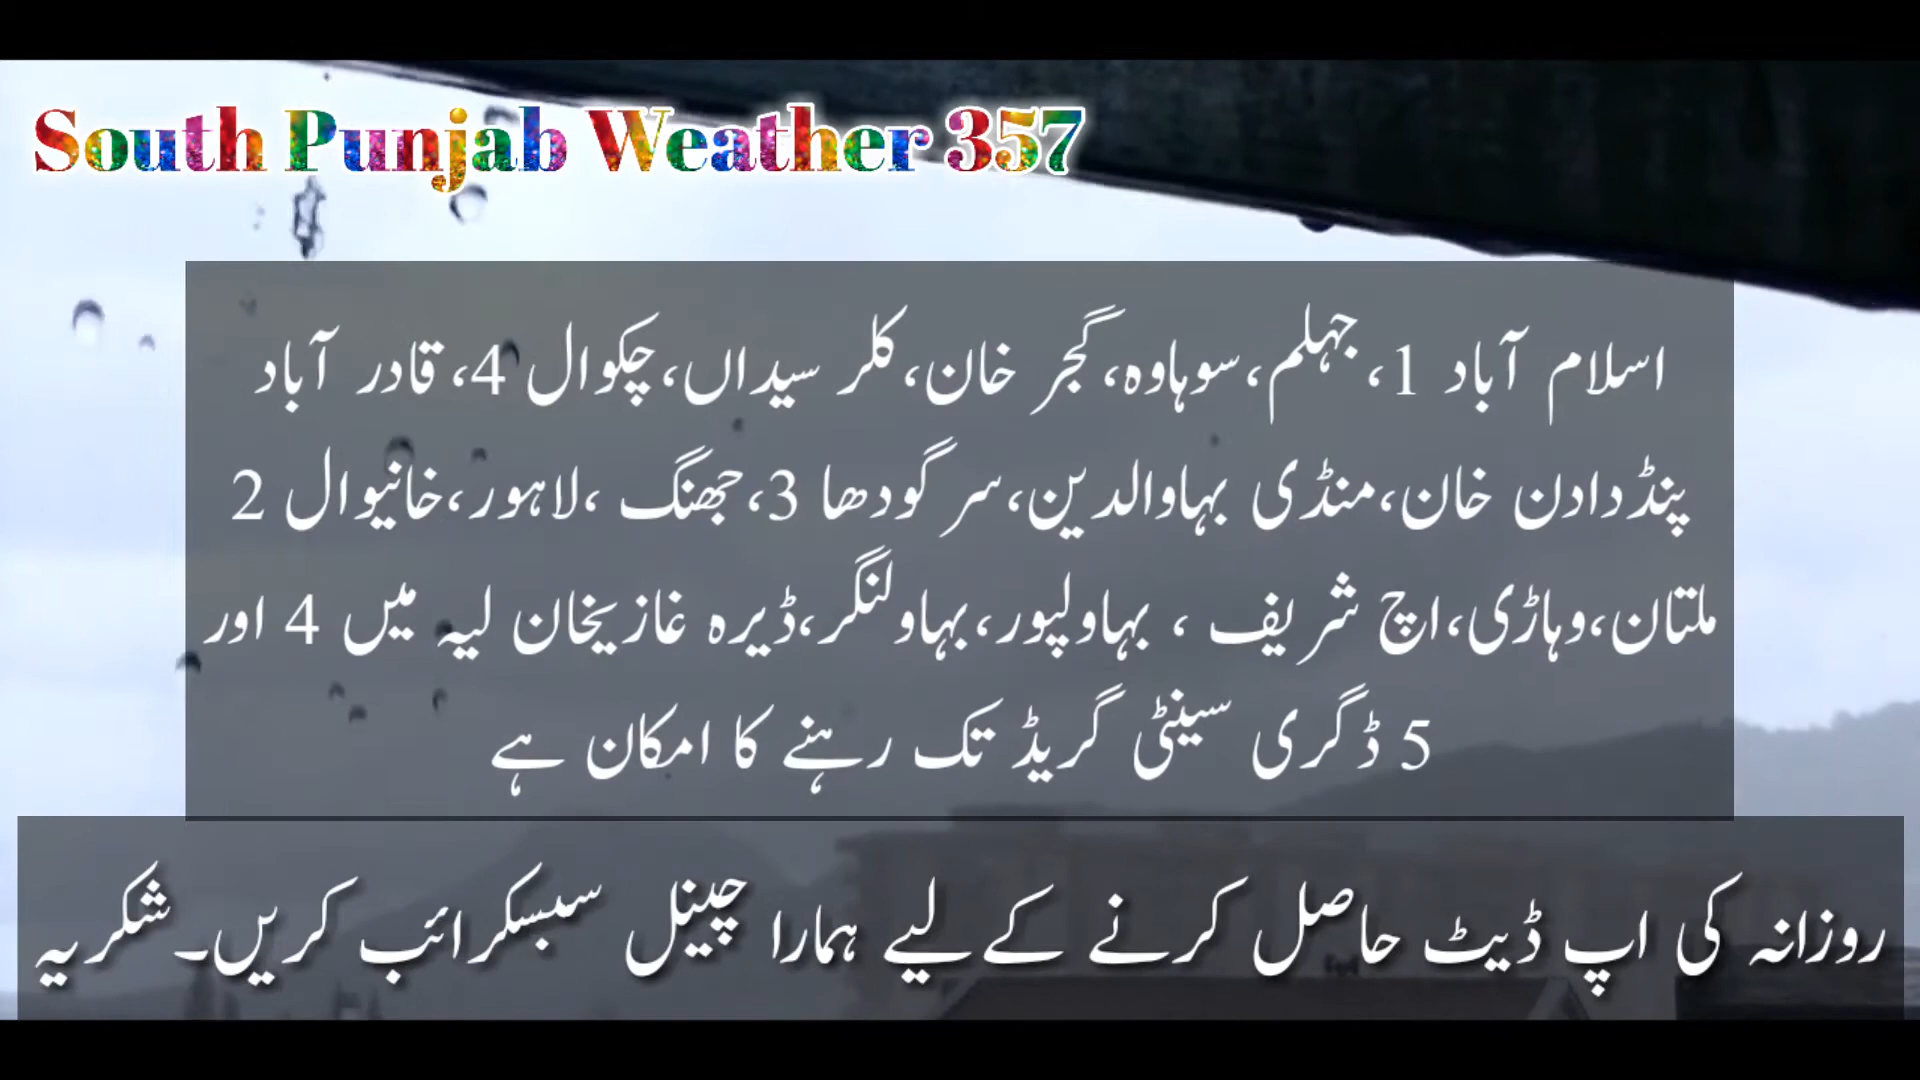 South Punjab Weather 357
اسلام آباد 1، جہلم، سوہاوہ، گجر خان، کلر سیداں، چکوال 4، قادر آباد
پنڈدادن خان، منڈی بہاوالدین، سرگودھا 3، جھنگ ، لاہور، خانیوال 2
ملتان، وہاڑی، اچ شریف ، بہاولپور، بہاولنگر، ڈیرہ غازیخان لیہ میں 4 اور
5 ڈگری سینٹی گریڈ تک رہنے کا امکان ہے
روزانہ کی اپ ڈیٹ حاصل کرنے کے لیے ہمارا چینل سبسکرائب کریں۔ شکریہ